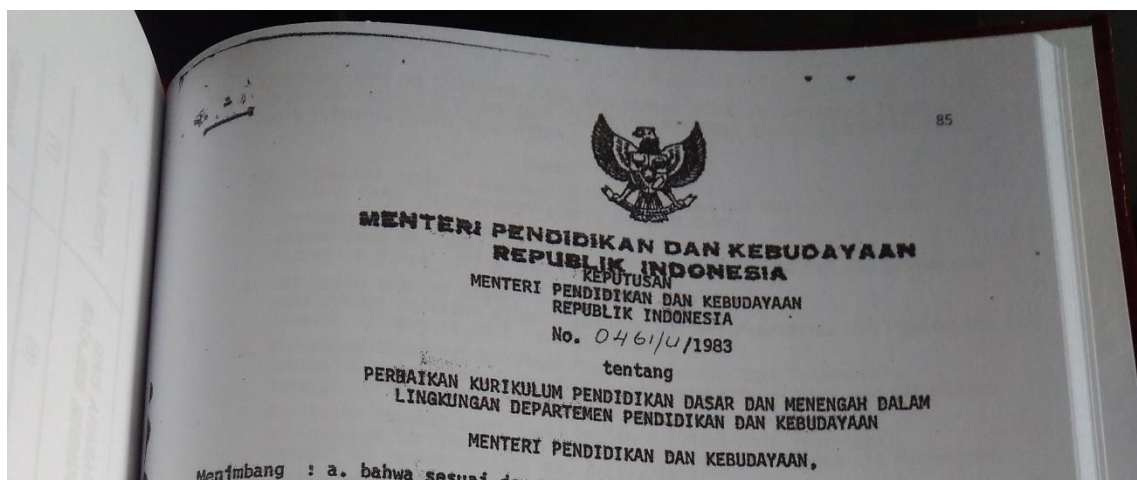 85
MENTERI PENDIDIKAN DAN KEBUDAYAAN
REPUBLIK INDONESIA
KEPUTUSAN
MENTERI PENDIDIKAN DAN KEBUDAYAAN
REPUBLIK INDONESIA
No. 0461/U/1983
tentang
PERBAIKAN KURIKULUM PENDIDIKAN DASAR DAN MENENGAH DALAM
LINGKUNGAN DEPARTEMEN PENDIDIKAN DAN KEBUDAYAAN
MENTERI PENDIDIKAN DAN KEBUDAYAAN,
Menimbang : a. bahwa sesuai